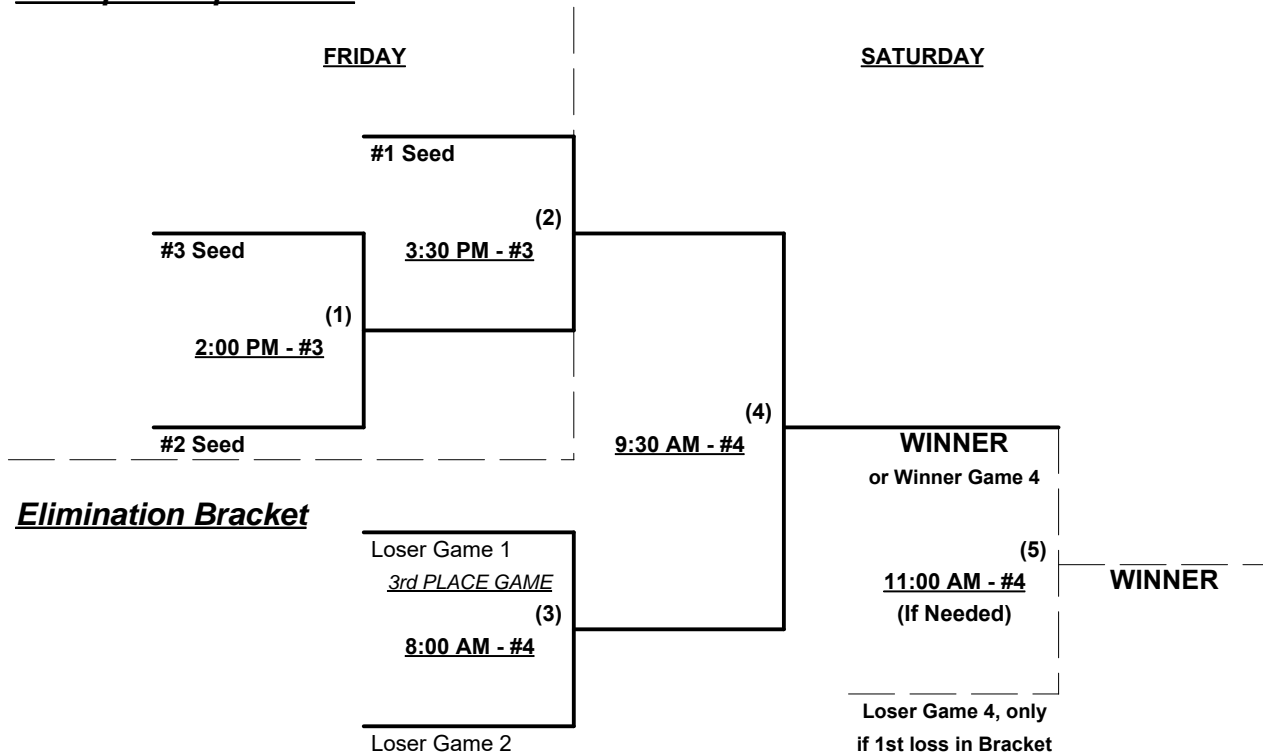 FRIDAY
SATURDAY
#1 Seed
(2)
#3 Seed
3:30 PM - #3
(1)
2:00 PM - #3
(4)
#2 Seed
9:30 AM - #4
WINNER
or Winner Game 4
Elimination Bracket
Loser Game 1
(5)
3rd PLACE GAME
11:00 AM - #4
WINNER
(3)
(If Needed)
8:00 AM - #4
Loser Game 4, only
Loser Game 2
if 1st loss in Bracket